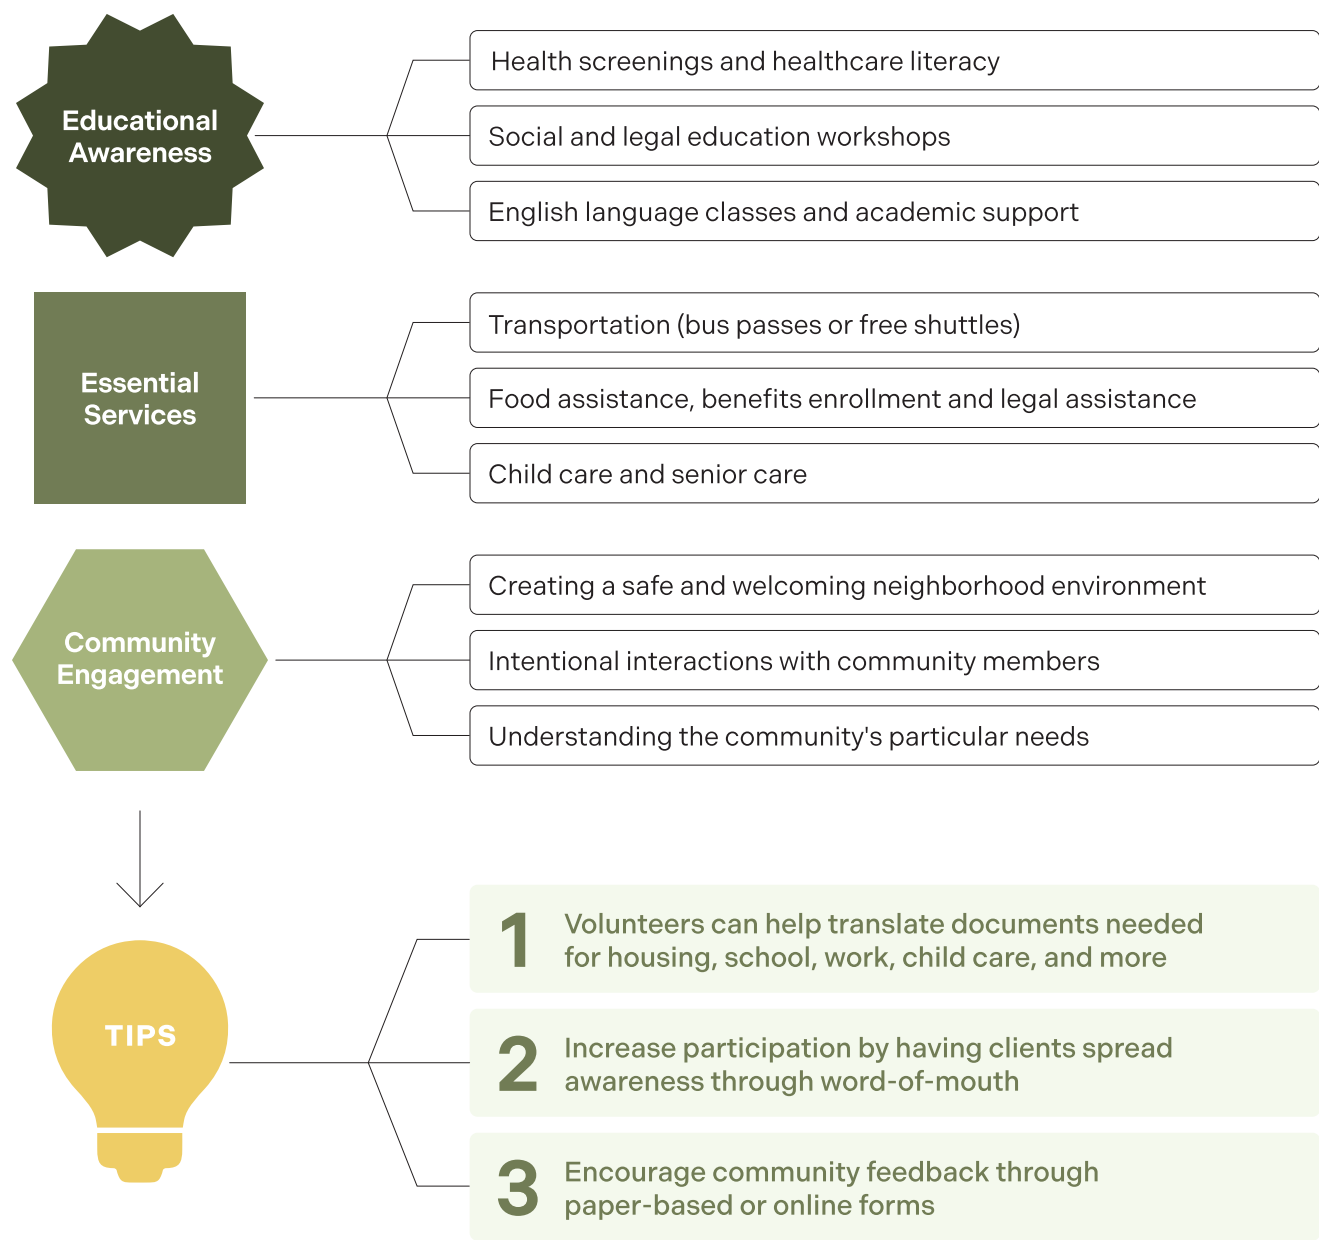 Educational
Awareness
Health screenings and healthcare literacy
Social and legal education workshops
English language classes and academic support
Essential
Services
Transportation (bus passes or free shuttles)
Food assistance, benefits enrollment and legal assistance
Child care and senior care
Community
Engagement
Creating a safe and welcoming neighborhood environment
Intentional interactions with community members
Understanding the community's particular needs
TIPS
1
Volunteers can help translate documents needed
for housing, school, work, child care, and more
2
Increase participation by having clients spread
awareness through word-of-mouth
3
Encourage community feedback through
paper-based or online forms